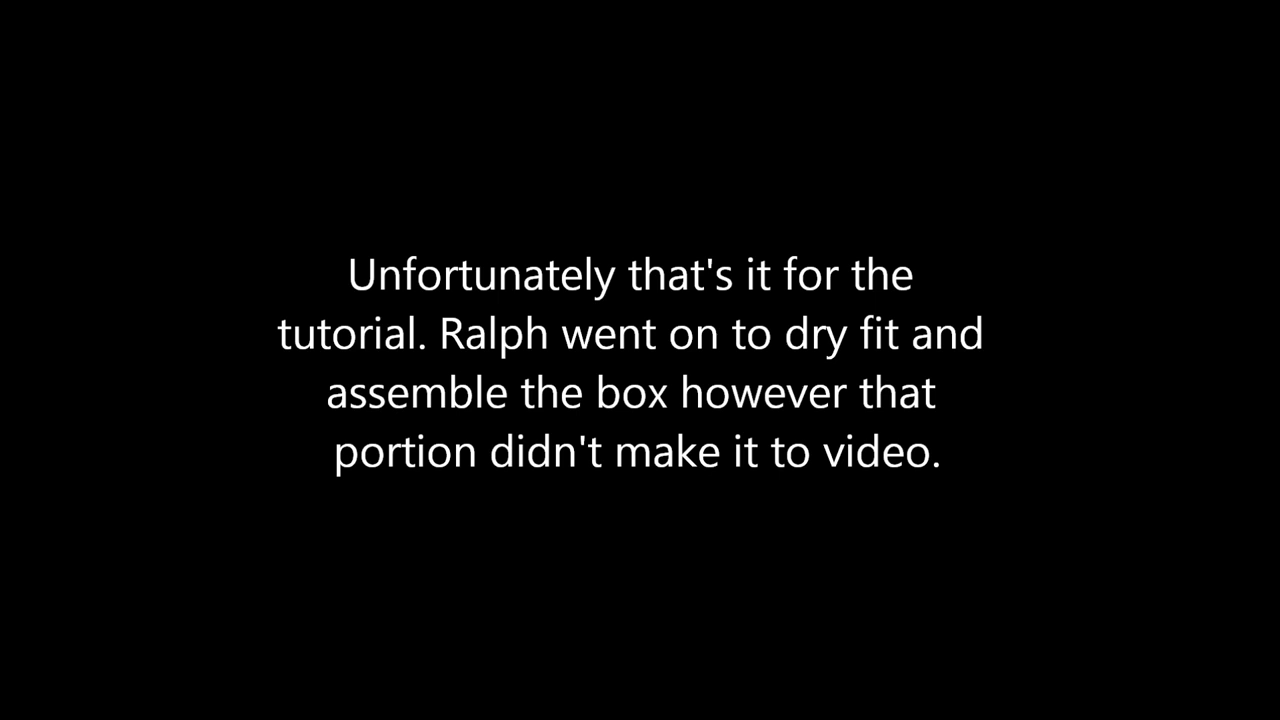 Unfortunately that's it for the
tutorial. Ralph went on to dry fit and
assemble the box however that
portion didn't make it to video.